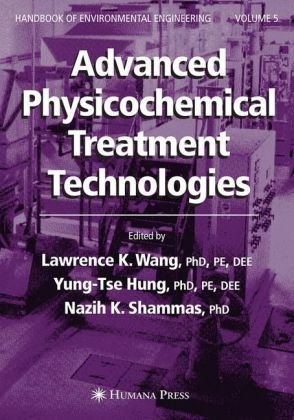 HANDBOOK OF ENVIRONMENTAL ENGINEERING VOLUME 5
Advanced
Physicochemical
Treatment
Technologies
Edited by
Lawrence K. Wang, PhD, PE, DEE
Yung-Tse Hung, PhD, PE, DEE
Nazih K. Shammas, PhD
HUMANA PRESS